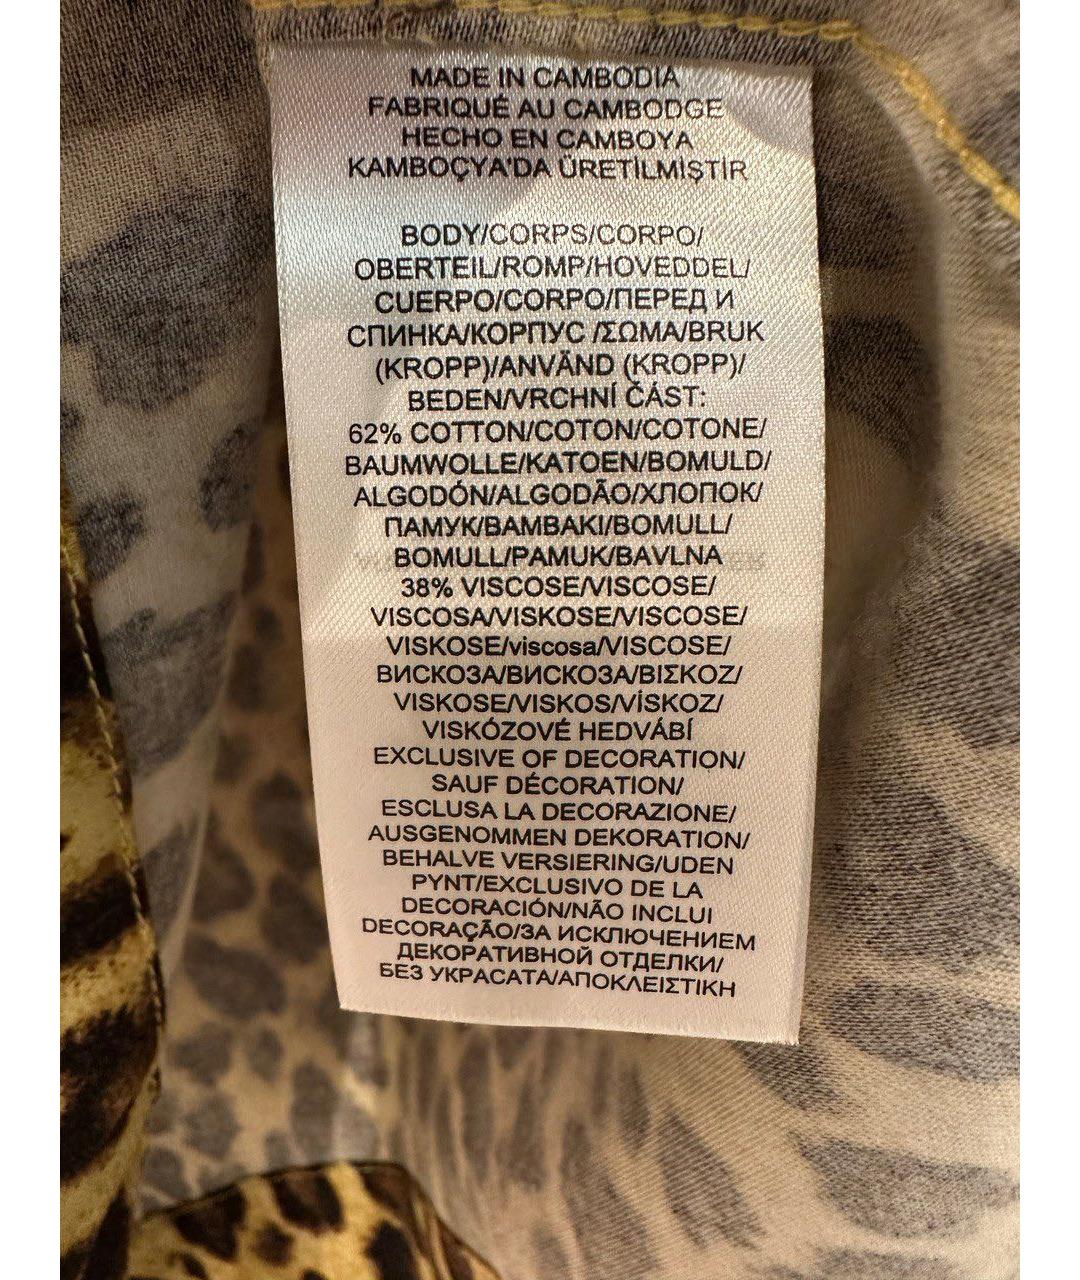 MADE IN CAMBODIA
FABRIQUÉ AU CAMBODGE
HECHO EN CAMBOYA
KAMBOÇYA'DA ÜRETİLMİŞTİR
BODY/CORPS/CORPO/
OBERTEIL/ROMP/HOVEDDEL/
CUERPO/CORPO/ПЕРЕД И
СПИНКА/КОРПУС /ΣΩΜΑ/BRUK
(KROPP)/ANVÄND (KROPP)/
BEDEN/VRCHNÍ ČÁST:
62% COTTON/COTON/COTONE/
BAUMWOLLE/KATOEN/BOMULD/
ALGODÓN/ALGODÃO/ХЛОПОК/
ПАМУК/ΒΑΜΒΑΚΙ/BOMULL/
BOMULL/PAMUK/BAVLNA
38% VISCOSE/VISCOSE/
VISCOSA/VISKOSE/VISCOSE/
VISKOSE/viscosa/VISCOSE/
ВИСКОЗА/ВИСКОЗА/ΒΙΣΚΟΖ/
VISKOSE/VISKOS/VİSKOZ/
VISKÓZOVÉ HEDVÁBÍ
EXCLUSIVE OF DECORATION/
SAUF DÉCORATION/
ESCLUSA LA DECORAZIONE/
AUSGENOMMEN DEKORATION/
BEHALVE VERSIERING/UDEN
PYNT/EXCLUSIVO DE LA
DECORACIÓN/NÃO INCLUI
DECORAÇÃO/ЗА ИСКЛЮЧЕНИЕМ
ДЕКОРАТИВНОЙ ОТДЕЛКИ/
БЕЗ УКРАСАТА/ΑΠΟΚΛΕΙΣΤΙΚΗ